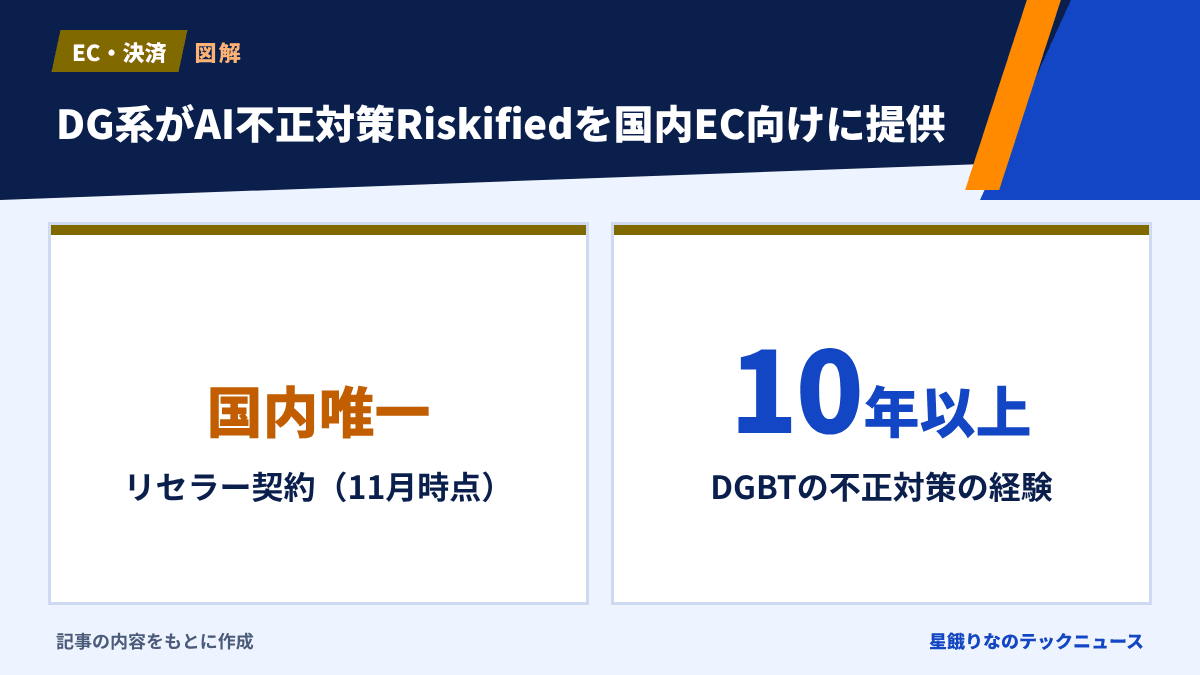 EC・決済 図解
DG系がAI不正対策Riskifiedを国内EC向けに提供
国内唯一
リセラー契約（11月時点）
10年以上
DGBTの不正対策の経験
記事の内容をもとに作成
星餓りなのテックニュース